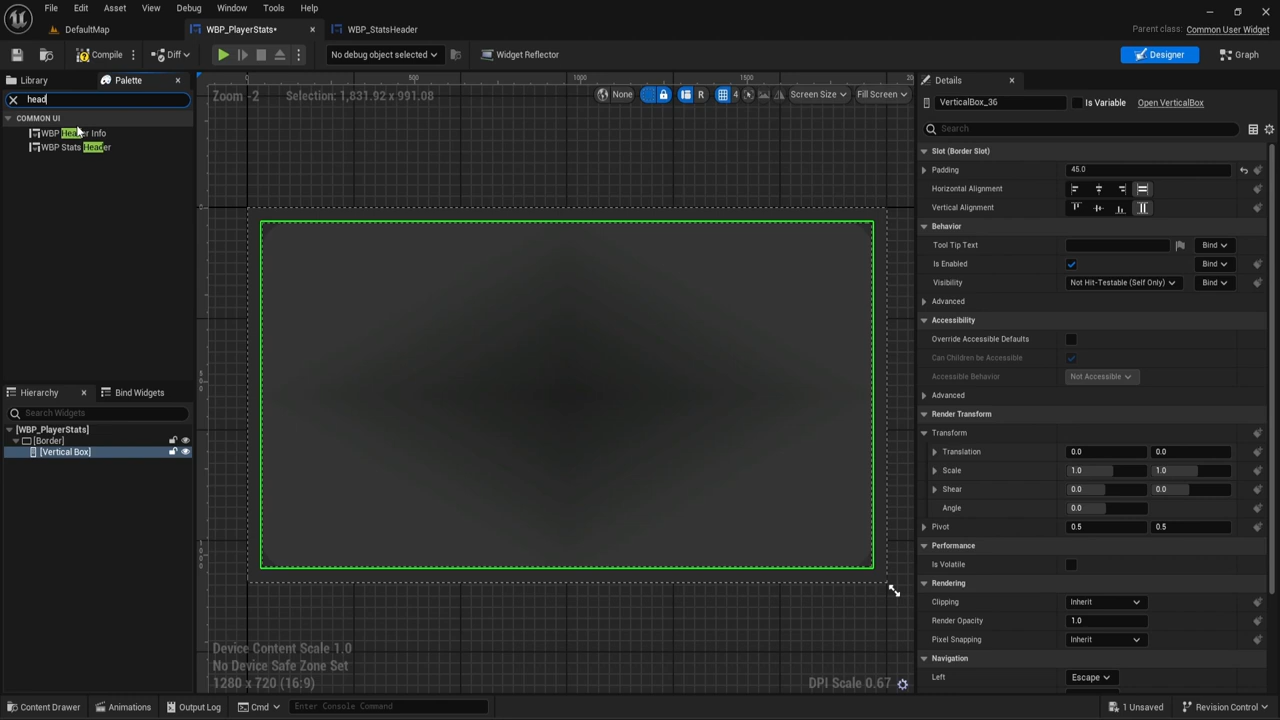 File Edit Asset View Debug Window Tools Help
DefaultMap WBP_PlayerStats• WBP_StatsHeader
Parent class: Common User Widget
Compile Diff No debug object selected Widget Reflector Designer Graph
Library Palette
head
COMMON UI
WBP Header Info
WBP Stats Header
Hierarchy Bind Widgets
Search Widgets
[WBP_PlayerStats]
[Border]
[Vertical Box]
0 500 1000 1500
Zoom -2 Selection: 1,831.92 x 991.08
None R 4 Screen Size Fill Screen
Device Content Scale 1.0
No Device Safe Zone Set
1280 x 720 (16:9)
DPI Scale 0.67
Details
VerticalBox_36 Is Variable Open VerticalBox
Search
Slot (Border Slot)
Padding 45.0
Horizontal Alignment
Vertical Alignment
Behavior
Tool Tip Text Bind
Is Enabled Bind
Visibility Not Hit-Testable (Self Only) Bind
Advanced
Accessibility
Override Accessible Defaults
Can Children be Accessible
Accessible Behavior Not Accessible
Advanced
Render Transform
Transform
Translation 0.0 0.0
Scale 1.0 1.0
Shear 0.0 0.0
Angle 0.0
Pivot 0.5 0.5
Performance
Is Volatile
Rendering
Clipping Inherit
Render Opacity 1.0
Pixel Snapping Inherit
Navigation
Left Escape
Content Drawer Animations Output Log Cmd Enter Console Command 1 Unsaved Revision Control